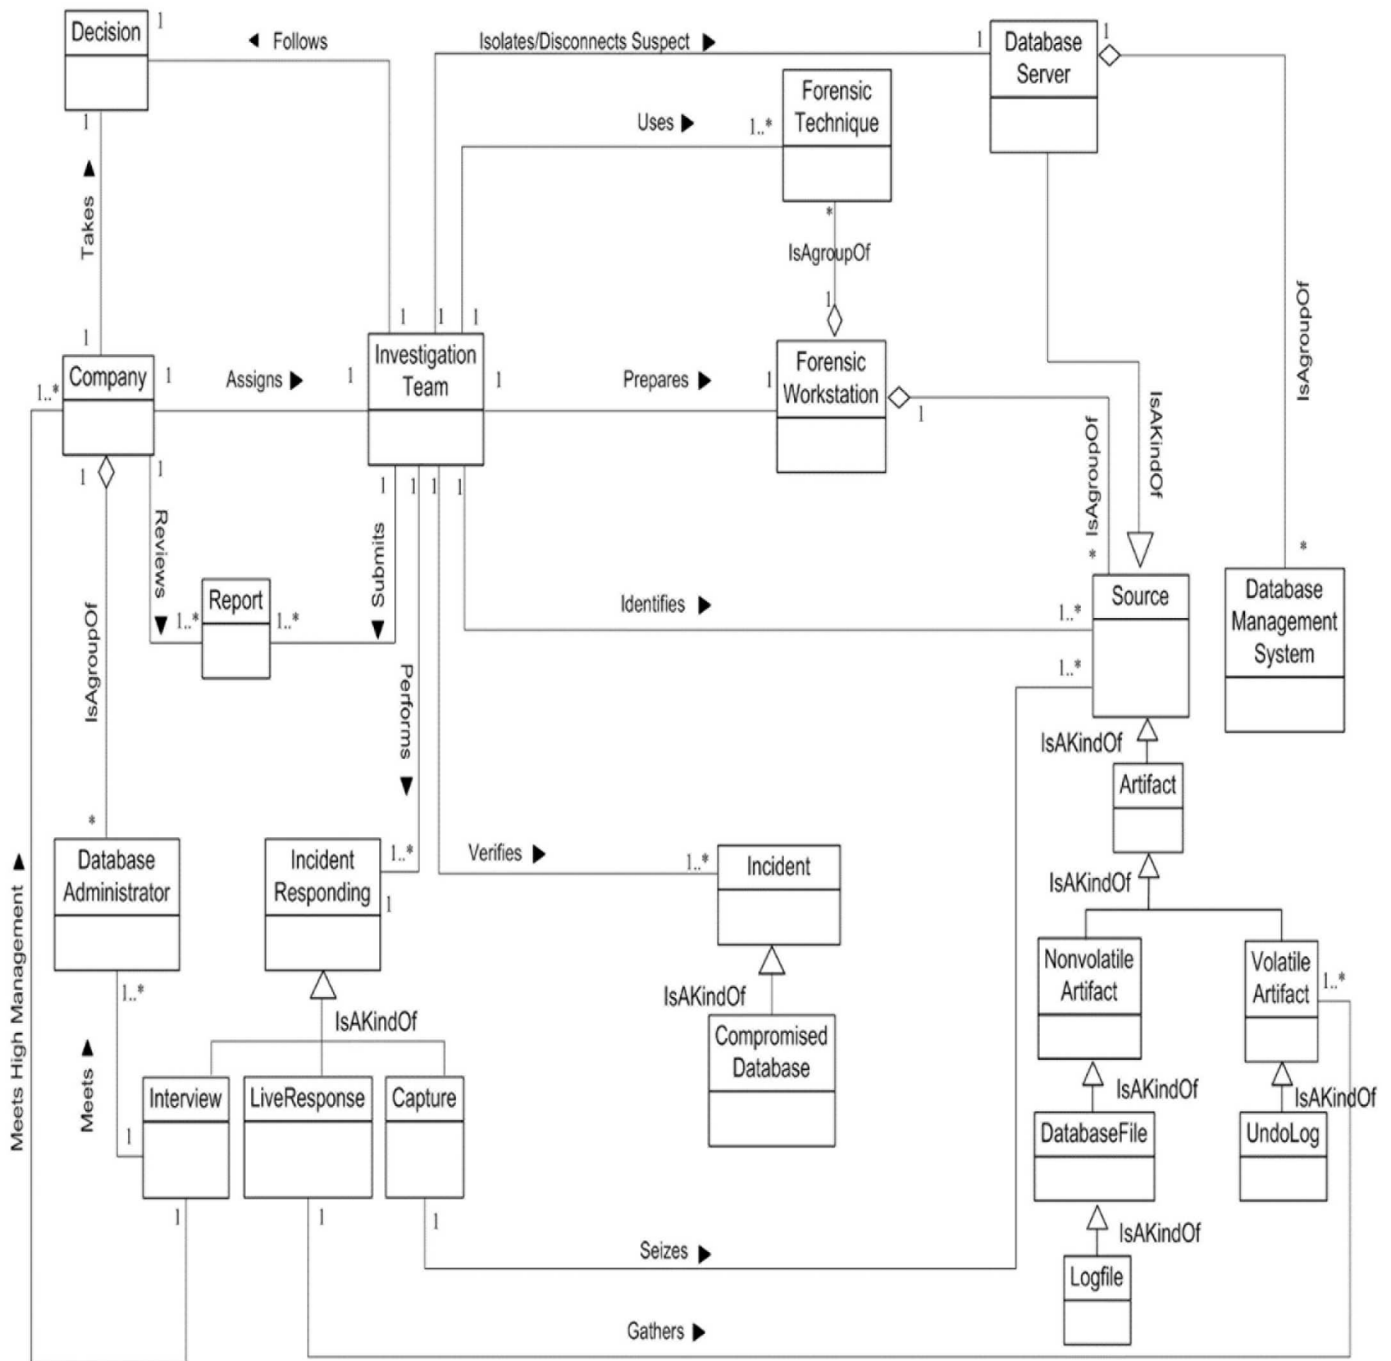 Decision
1
Follows
Isolates/Disconnects Suspect
1
Database
Server
1
Forensic
Technique
Uses
1..*
1
Takes
*
IsAgroupOf
1
IsAgroupOf
1
1
1
1
Company
1
1..*
Assigns
1
Investigation
Team
1
Prepares
1
Forensic
Workstation
1
IsAgroupOf
IsAKindOf
1
1
Reviews
1
1
1
1
Submits
*
*
Report
1..*
1..*
Identifies
1..*
Source
Database
Management
System
1..*
IsAgroupOf
Performs
IsAKindOf
Artifact
*
Database
Administrator
Incident
Responding
1..*
1
Verifies
1..*
Incident
IsAKindOf
Meets High Management
1..*
IsAKindOf
IsAKindOf
Nonvolatile
Artifact
Volatile
Artifact
1..*
Compromised
Database
Meets
1
Interview
LiveResponse
Capture
IsAKindOf
IsAKindOf
DatabaseFile
UndoLog
1
1
1
Seizes
IsAKindOf
Logfile
Gathers